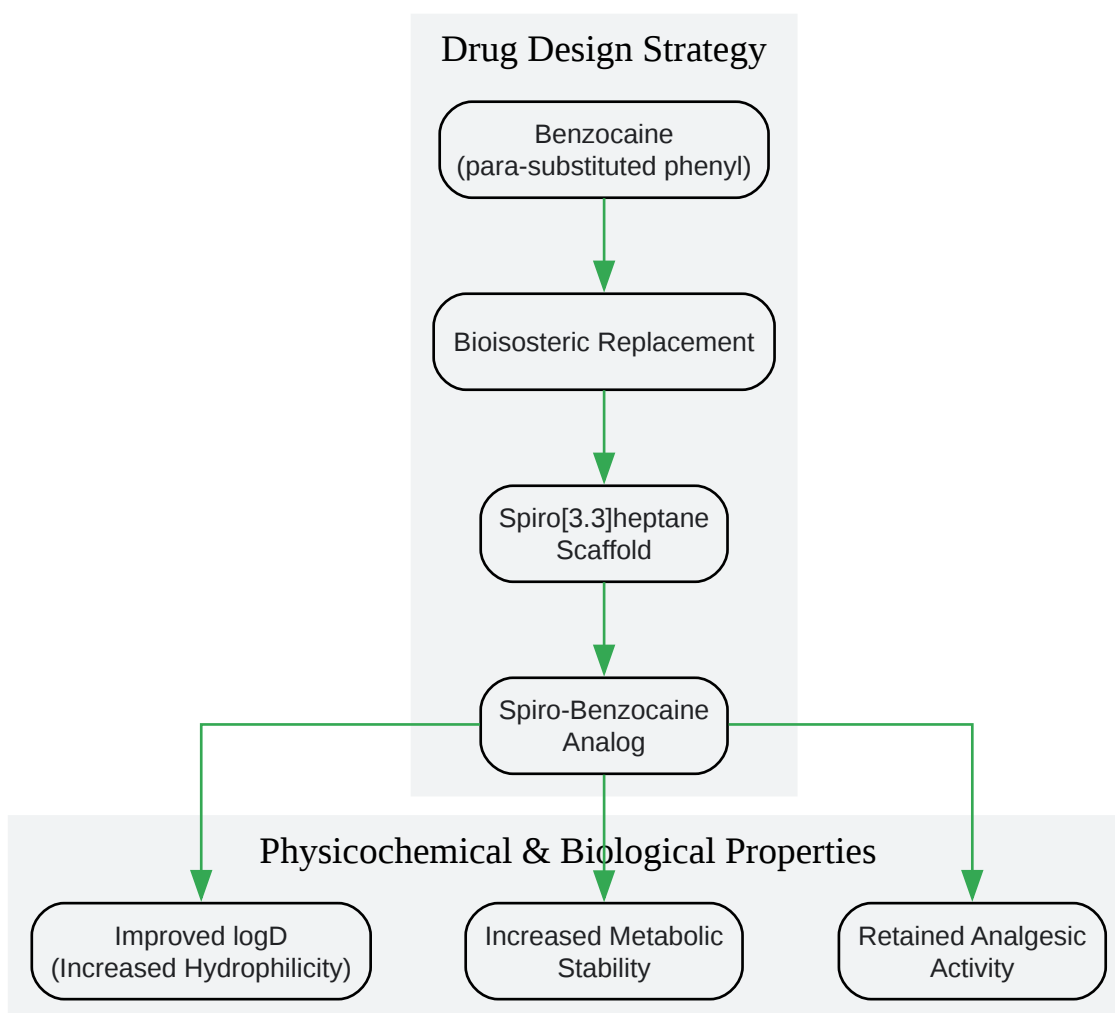 Drug Design Strategy
Benzocaine
(para-substituted phenyl)
Bioisosteric Replacement
Spiro[3.3]heptane
Scaffold
Spiro-Benzocaine
Analog
Physicochemical & Biological Properties
Improved logD
(Increased Hydrophilicity)
Increased Metabolic
Stability
Retained Analgesic
Activity